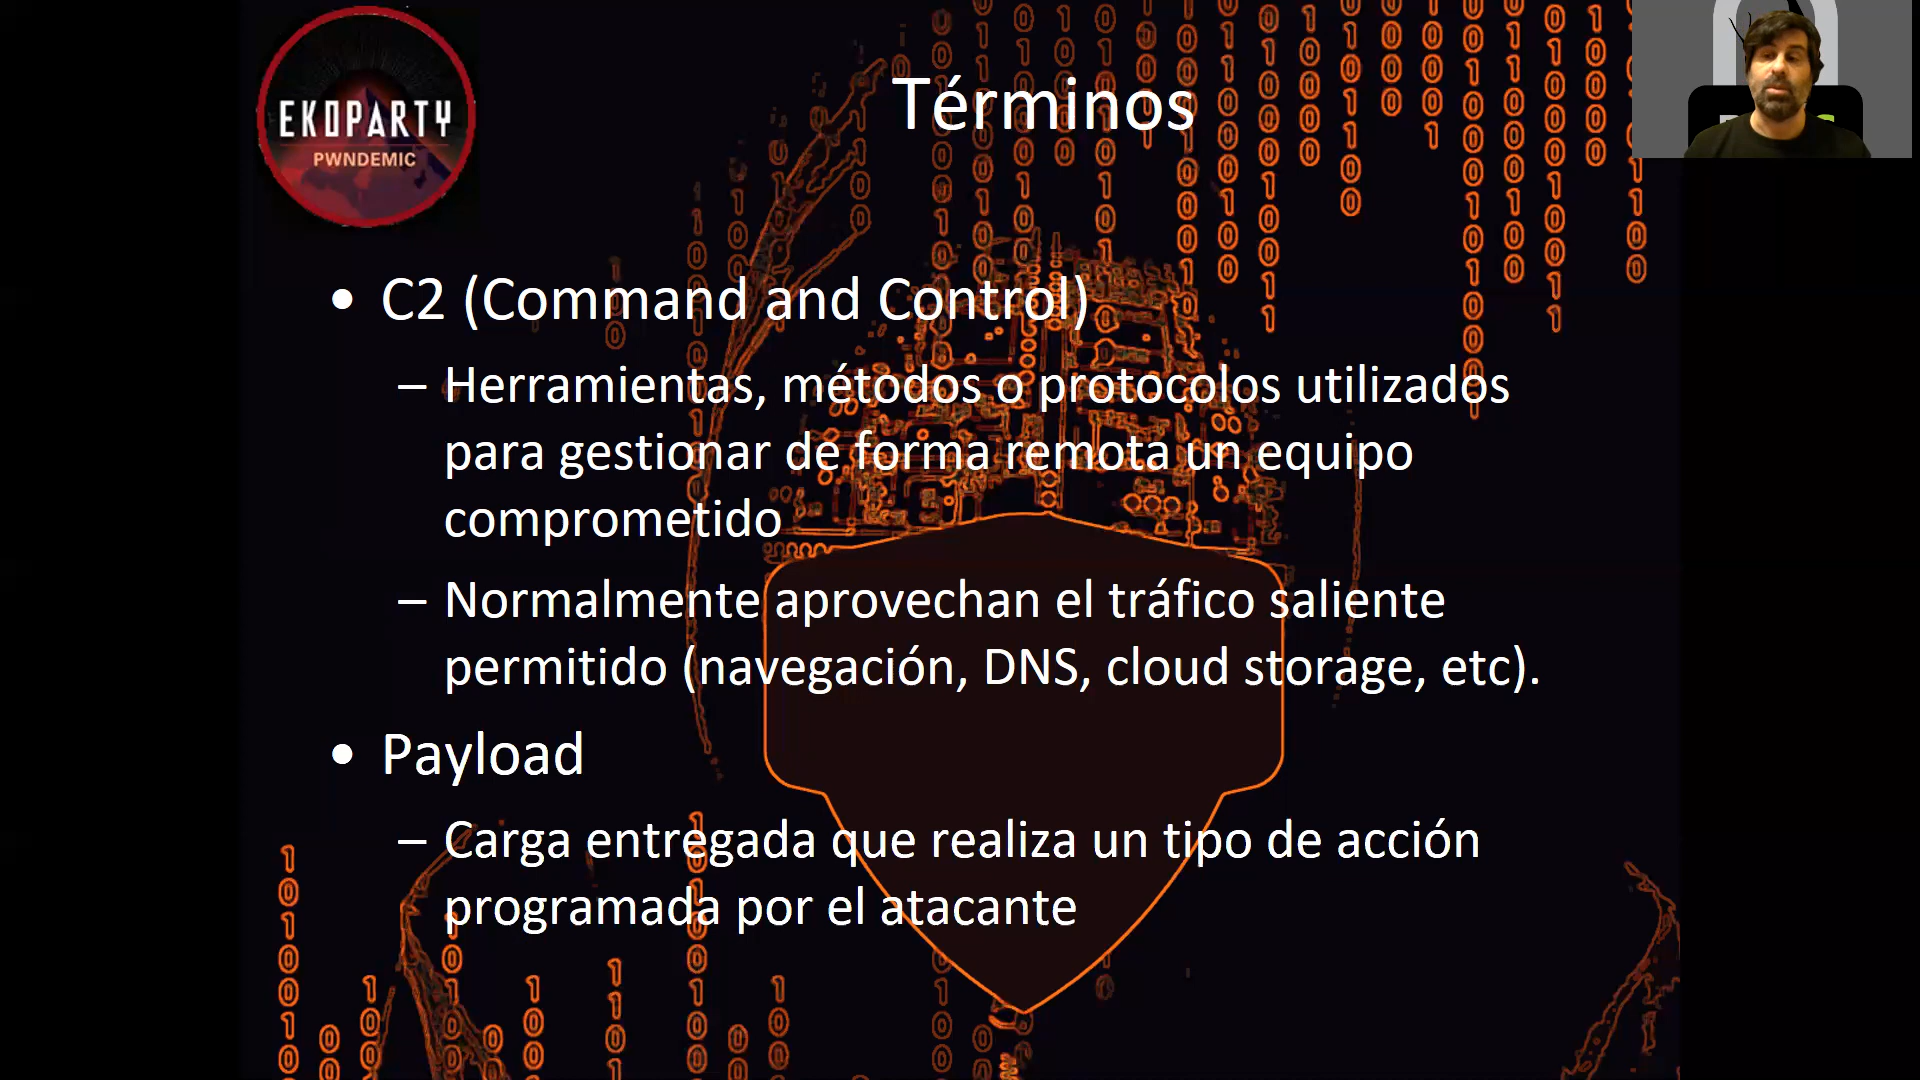 EKOPARTY
PWNDEMIC
Términos
• C2 (Command and Control)
– Herramientas, métodos o protocolos utilizados
para gestionar de forma remota un equipo
comprometido
– Normalmente aprovechan el tráfico saliente
permitido (navegación, DNS, cloud storage, etc).
• Payload
– Carga entregada que realiza un tipo de acción
programada por el atacante